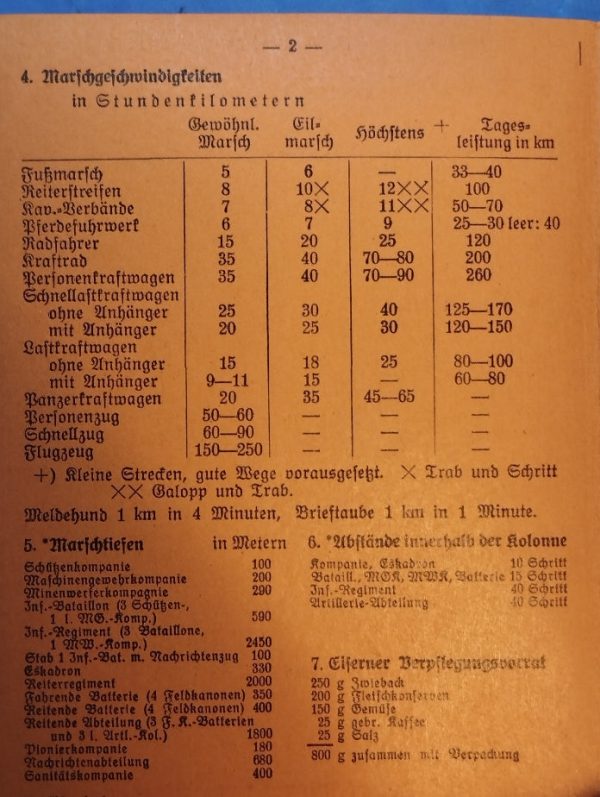 — 2 —
4. Marschgeschwindigkeiten
in Stundenkilometern
Gewöhnl. Marsch Eil=marsch Höchstens + Tages=leistung in km
Fußmarsch 5 6 — 33—40
Reiterstreifen 8 10× 12×× 100
Kav.=Verbände 7 8× 11×× 50—70
Pferdefuhrwerk 6 7 9 25—30 leer: 40
Radfahrer 15 20 25 120
Kraftrad 35 40 70—80 200
Personenkraftwagen 35 40 70—90 260
Schnellastkraftwagen
ohne Anhänger 25 30 40 125—170
mit Anhänger 20 25 30 120—150
Lastkraftwagen
ohne Anhänger 15 18 25 80—100
mit Anhänger 9—11 15 — 60—80
Panzerkraftwagen 20 35 45—65 —
Personenzug 50—60 — — —
Schnellzug 60—90 — — —
Flugzeug 150—250 — — —
+) Kleine Strecken, gute Wege vorausgesetzt. × Trab und Schritt
×× Galopp und Trab.
Meldehund 1 km in 4 Minuten, Brieftaube 1 km in 1 Minute.
5. *Marschtiefen in Metern
Schützenkompanie 100
Maschinengewehrkompanie 200
Minenwerferkompagnie 290
Inf.=Bataillon (3 Schützen=,
1 l. MG.=Komp.) 590
Inf.=Regiment (3 Bataillone,
1 MW.=Komp.) 2450
Stab 1 Inf.=Bat. m. Nachrichtenzug 100
Eskadron 330
Reiterregiment 2000
Fahrende Batterie (4 Feldkanonen) 350
Reitende Batterie (4 Feldkanonen) 400
Reitende Abteilung (3 F. K.=Batterien
und 3 l. Artl.=Kol.) 1800
Pionierkompanie 180
Nachrichtenabteilung 680
Sanitätskompanie 400
6. *Abstände innerhalb der Kolonne
Kompanie, Eskadron 10 Schritt
Bataill., MGK, MWK, Batterie 15 Schritt
Inf.=Regiment 40 Schritt
Artillerie=Abteilung 40 Schritt
7. Eiserner Verpflegungsvorrat
250 g Zwieback
200 g Fleischkonserven
150 g Gemüse
25 g gebr. Kaffee
25 g Salz
800 g zusammen mit Verpackung